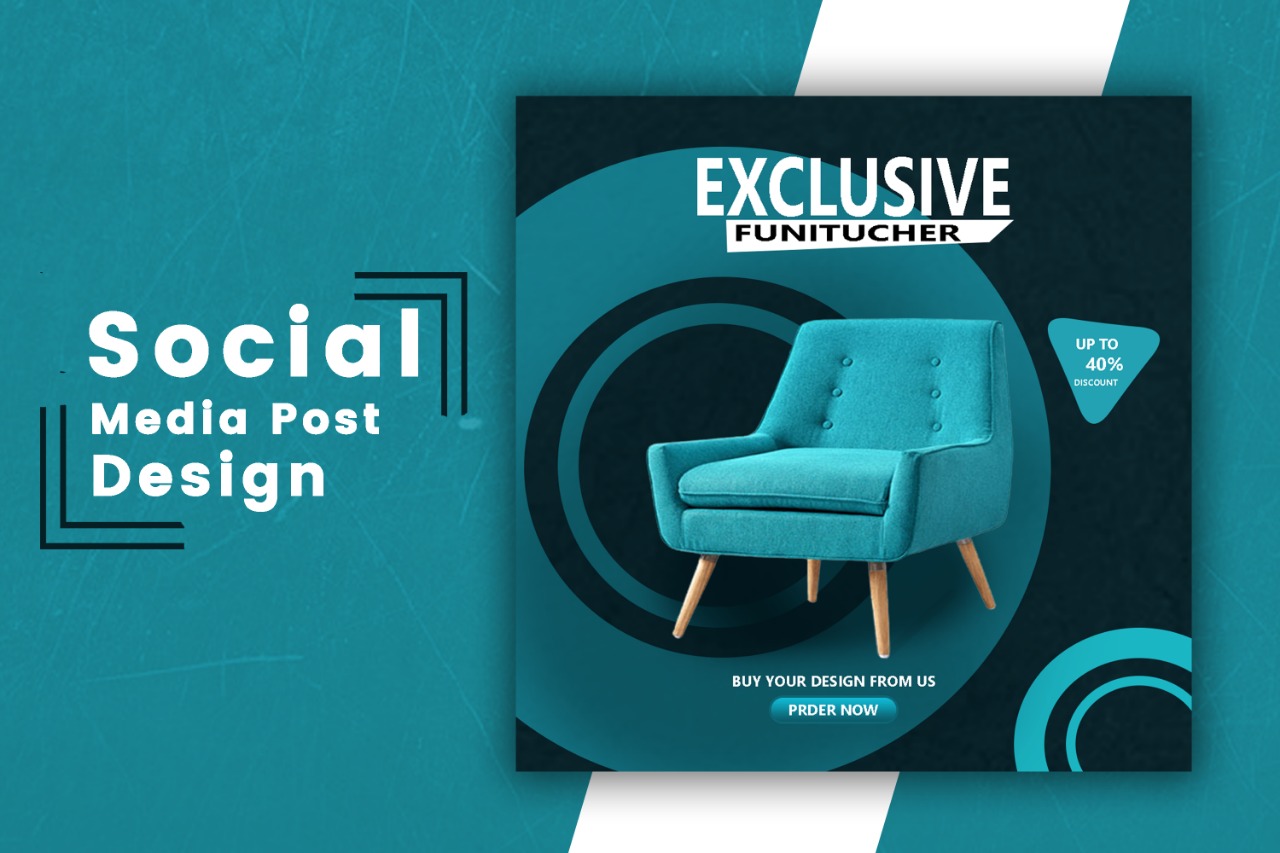 Social
Media Post
Design
EXCLUSIVE
FUNITUCHER
UP TO
40%
DISCOUNT
BUY YOUR DESIGN FROM US
PRDER NOW